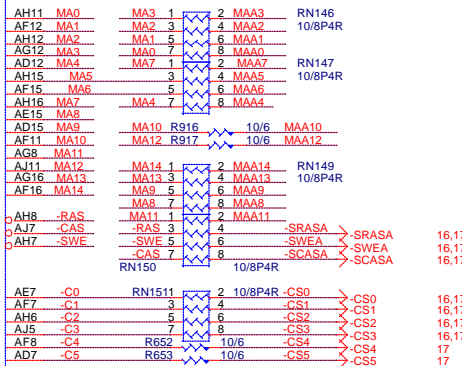 AH11 MA0 MA3 1 2 MAA3 RN146
AF12 MA1 MA2 3 4 MAA2 10/8P4R
AH12 MA2 MA1 5 6 MAA1
AG12 MA3 MA0 7 8 MAA0
AD12 MA4 MA7 1 2 MAA7 RN147
AH15 MA5 3 4 MAA5 10/8P4R
AF15 MA6 5 6 MAA6
AH16 MA7 MA4 7 8 MAA4
AE15 MA8
AD15 MA9 MA10 R916 10/6 MAA10
AF11 MA10 MA12 R917 10/6 MAA12
AG8 MA11
AJ11 MA12 MA14 1 2 MAA14 RN149
AG16 MA13 MA13 3 4 MAA13 10/8P4R
AF16 MA14 MA9 5 6 MAA9
MA8 7 8 MAA8
AH8 -RAS MA11 1 2 MAA11
AJ7 -CAS -RAS 3 4 -SRASA -SRASA 16,17
AH7 -SWE -SWE 5 6 -SWEA -SWEA 16,17
-CAS 7 8 -SCASA -SCASA 16,17
RN150 10/8P4R
AE7 -C0 RN151 1 2 10/8P4R -CS0 -CS0 16,17
AF7 -C1 3 4 -CS1 -CS1 16,17
AH6 -C2 5 6 -CS2 -CS2 16,17
AJ5 -C3 7 8 -CS3 -CS3 16,17
AF8 -C4 R652 10/6 -CS4 -CS4 17
AD7 -C5 R653 10/6 -CS5 -CS5 17